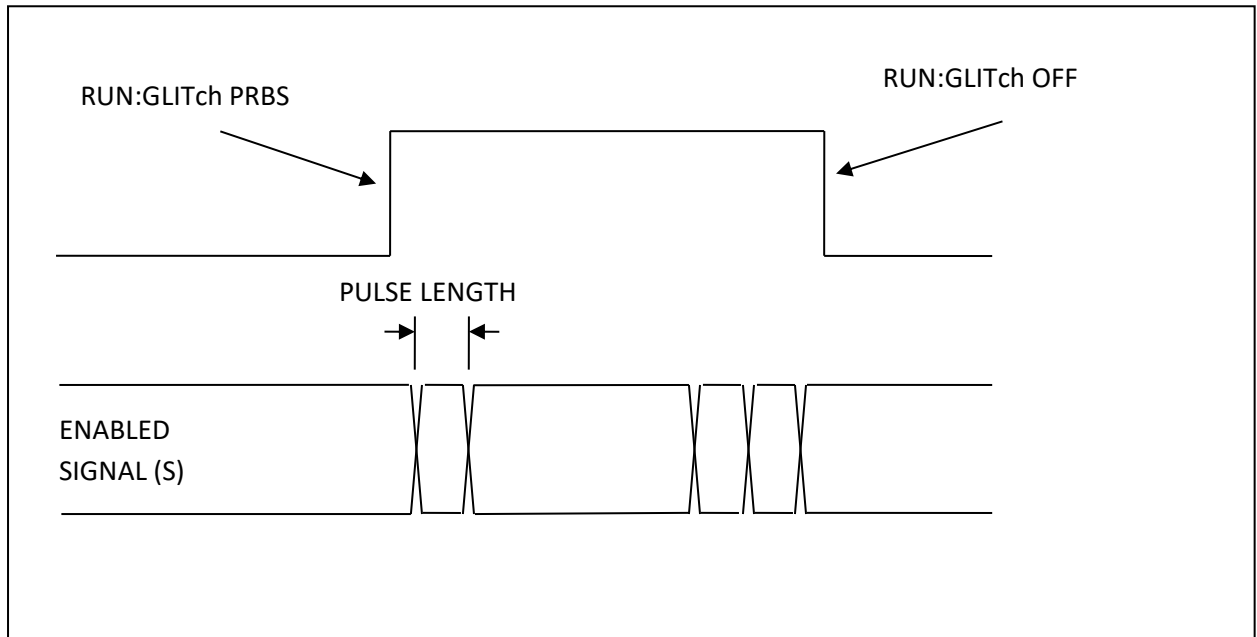 RUN:GLITch PRBS
RUN:GLITch OFF
PULSE LENGTH
ENABLED
SIGNAL (S)